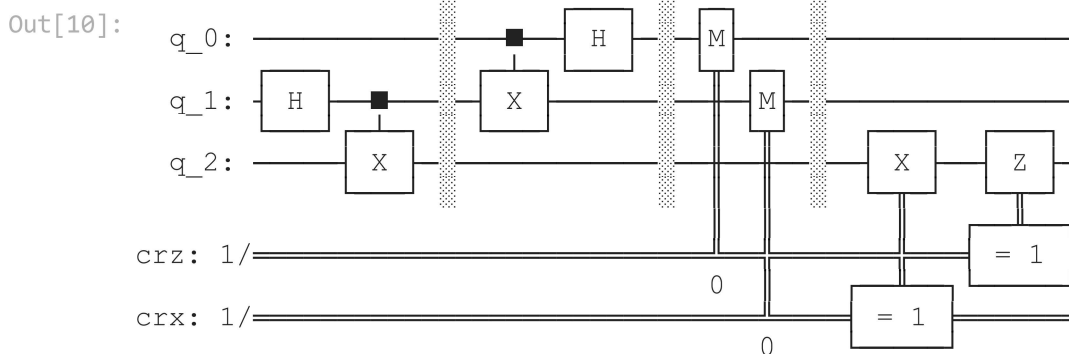 Out[10]:
q_0: H M
q_1: H X M
q_2: X X Z
crz: 1/ = 1
0
crx: 1/ = 1
0